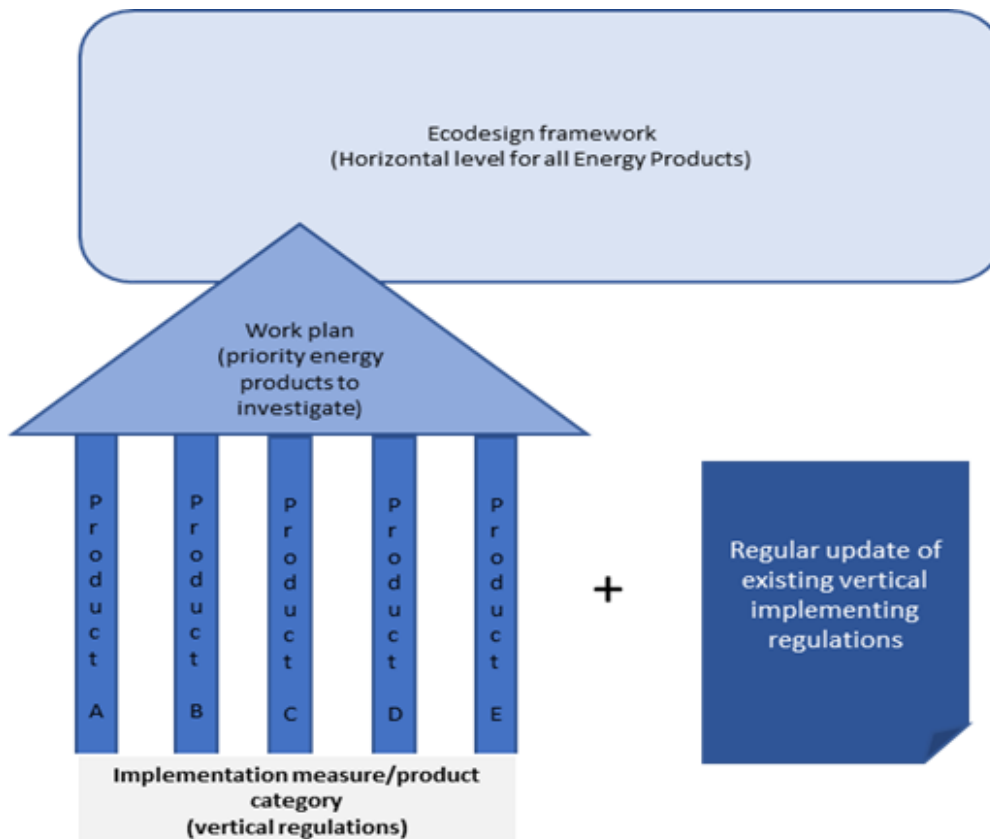 Ecodesign framework
(Horizontal level for all Energy Products)
Work plan
(priority energy
products to
investigate)
Product A
Product B
Product C
Product D
Product E
+
Regular update of
existing vertical
implementing
regulations
Implementation measure/product
category
(vertical regulations)